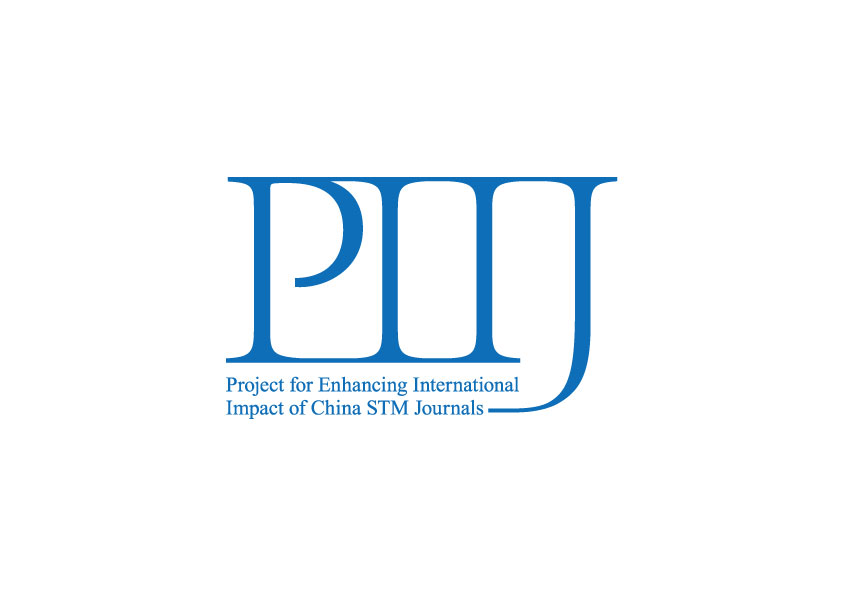 PIIJ
Project for Enhancing International
Impact of China STM Journals